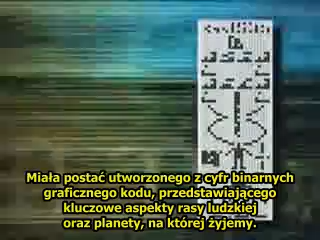 Miała postać utworzonego z cyfr binarnych
graficznego kodu, przedstawiającego
kluczowe aspekty rasy ludzkiej
oraz planety, na której żyjemy.